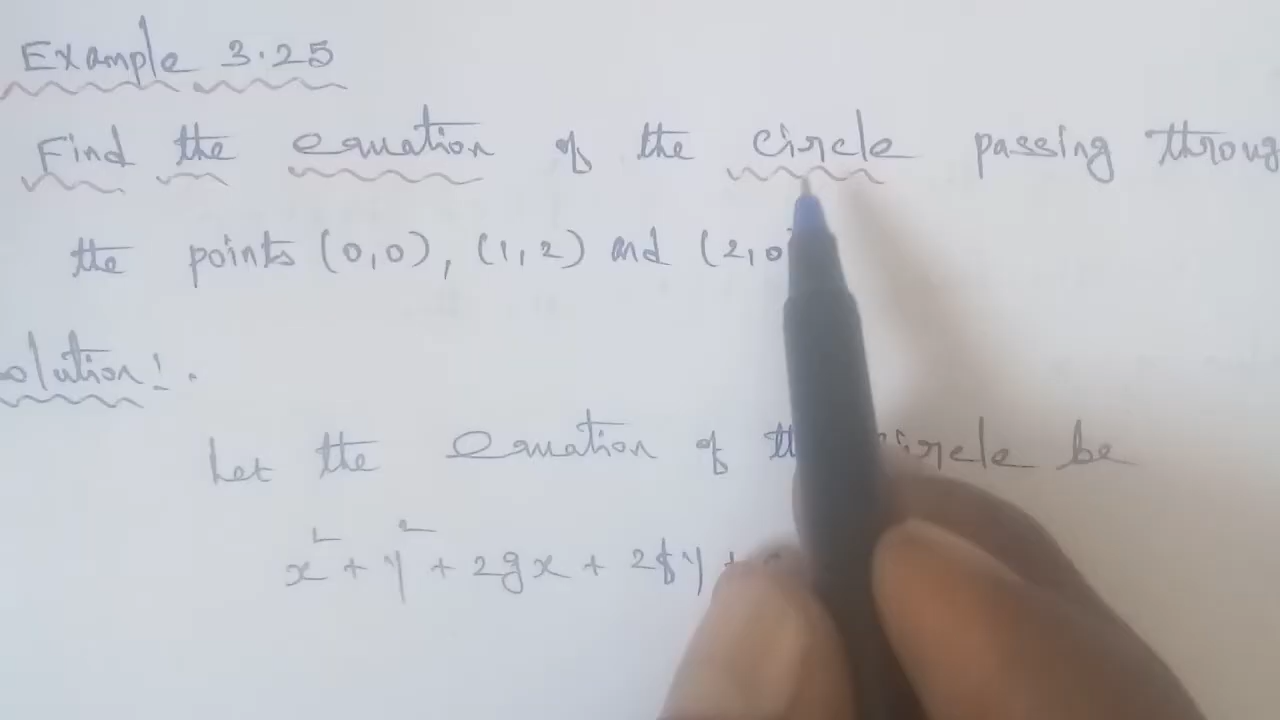 Example 3.25
Find the equation of the circle passing throug
the points (0,0), (1,2) and (2,0
olution:.
Let the equation of circle be
x² + y² + 2gx + 2fy +